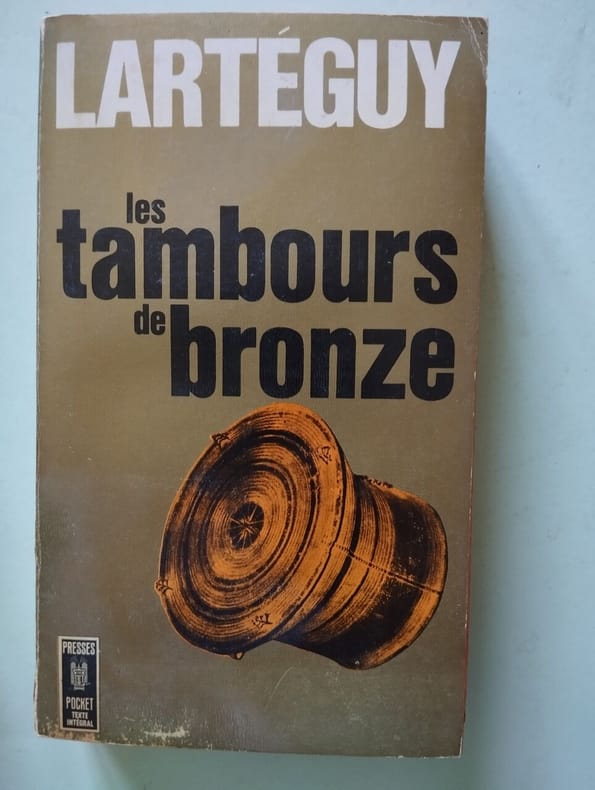 LARTÉGUY
les
tambours
de
bronze
PRESSES
POCKET
TEXTE
INTÉGRAL